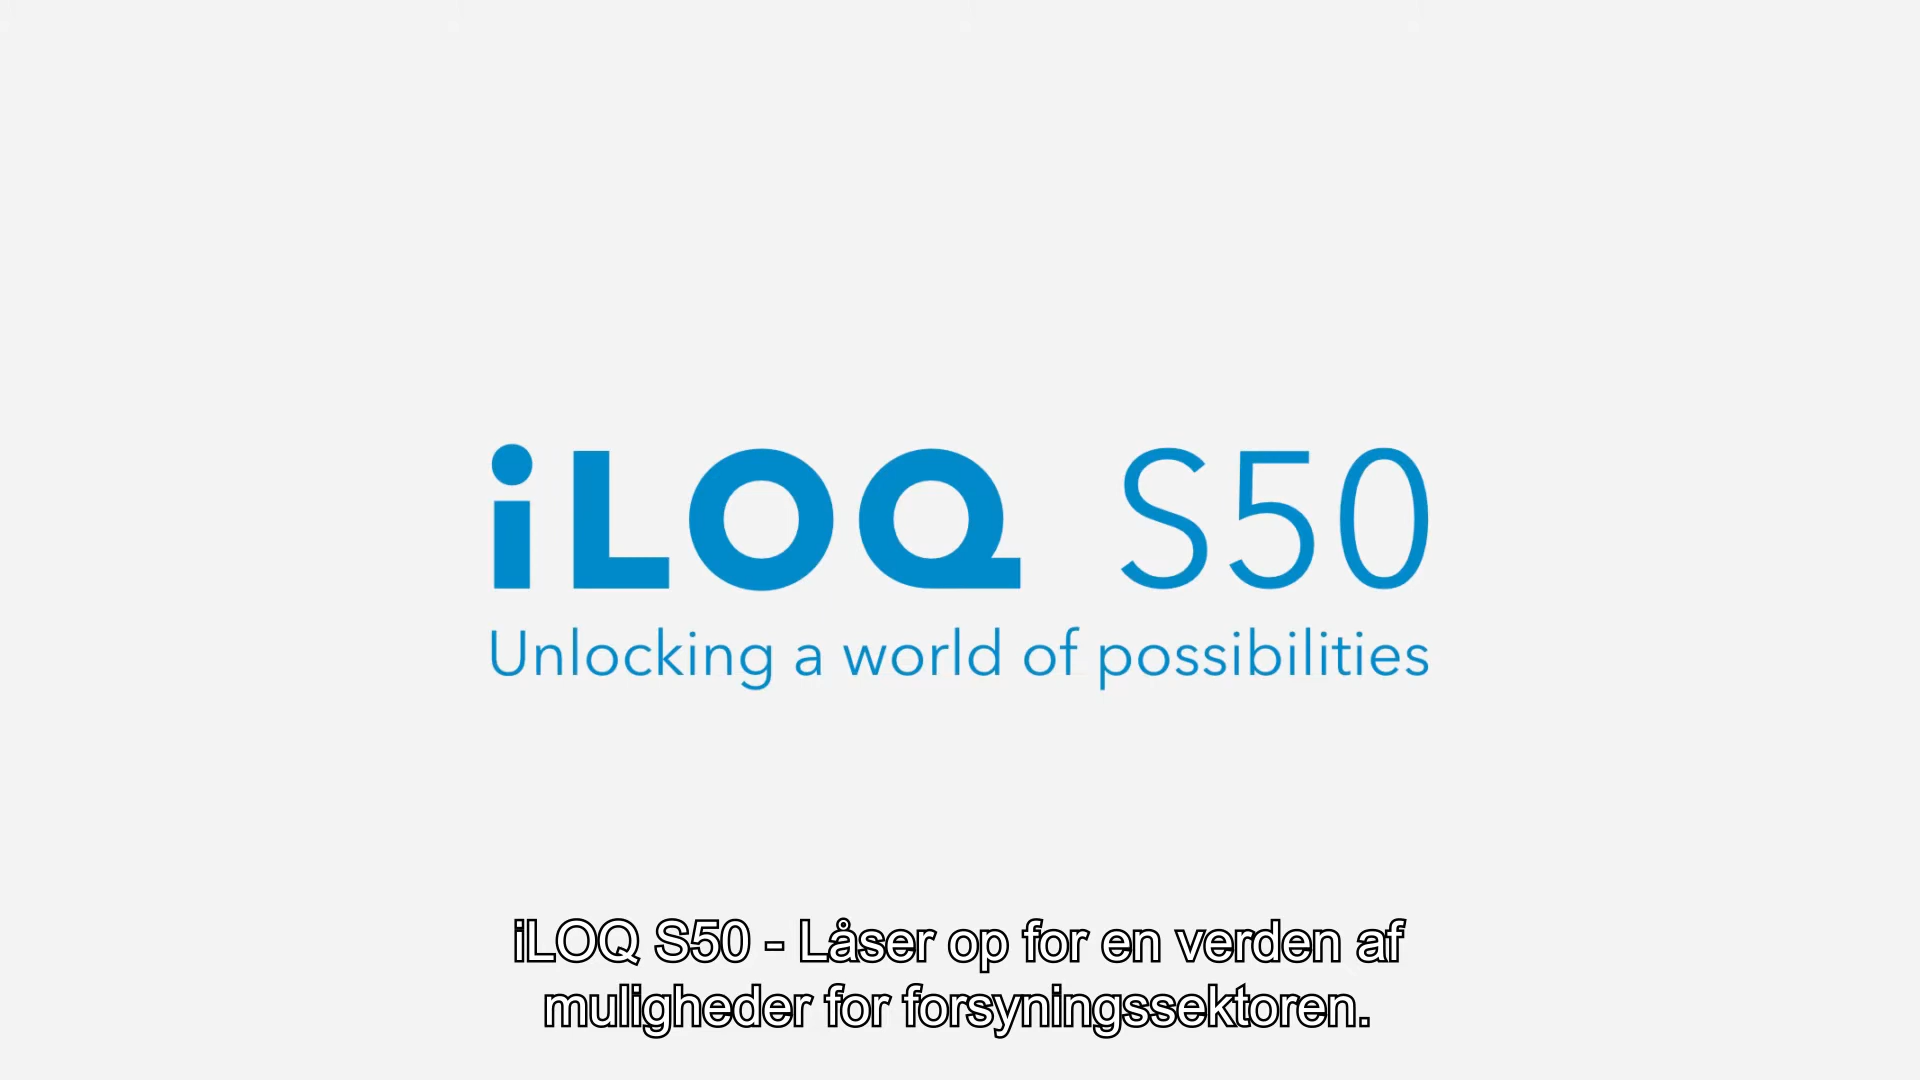 iLOQ S50
Unlocking a world of possibilities
iLOQ S50 - Låser op for en verden af
muligheder for forsyningssektoren.